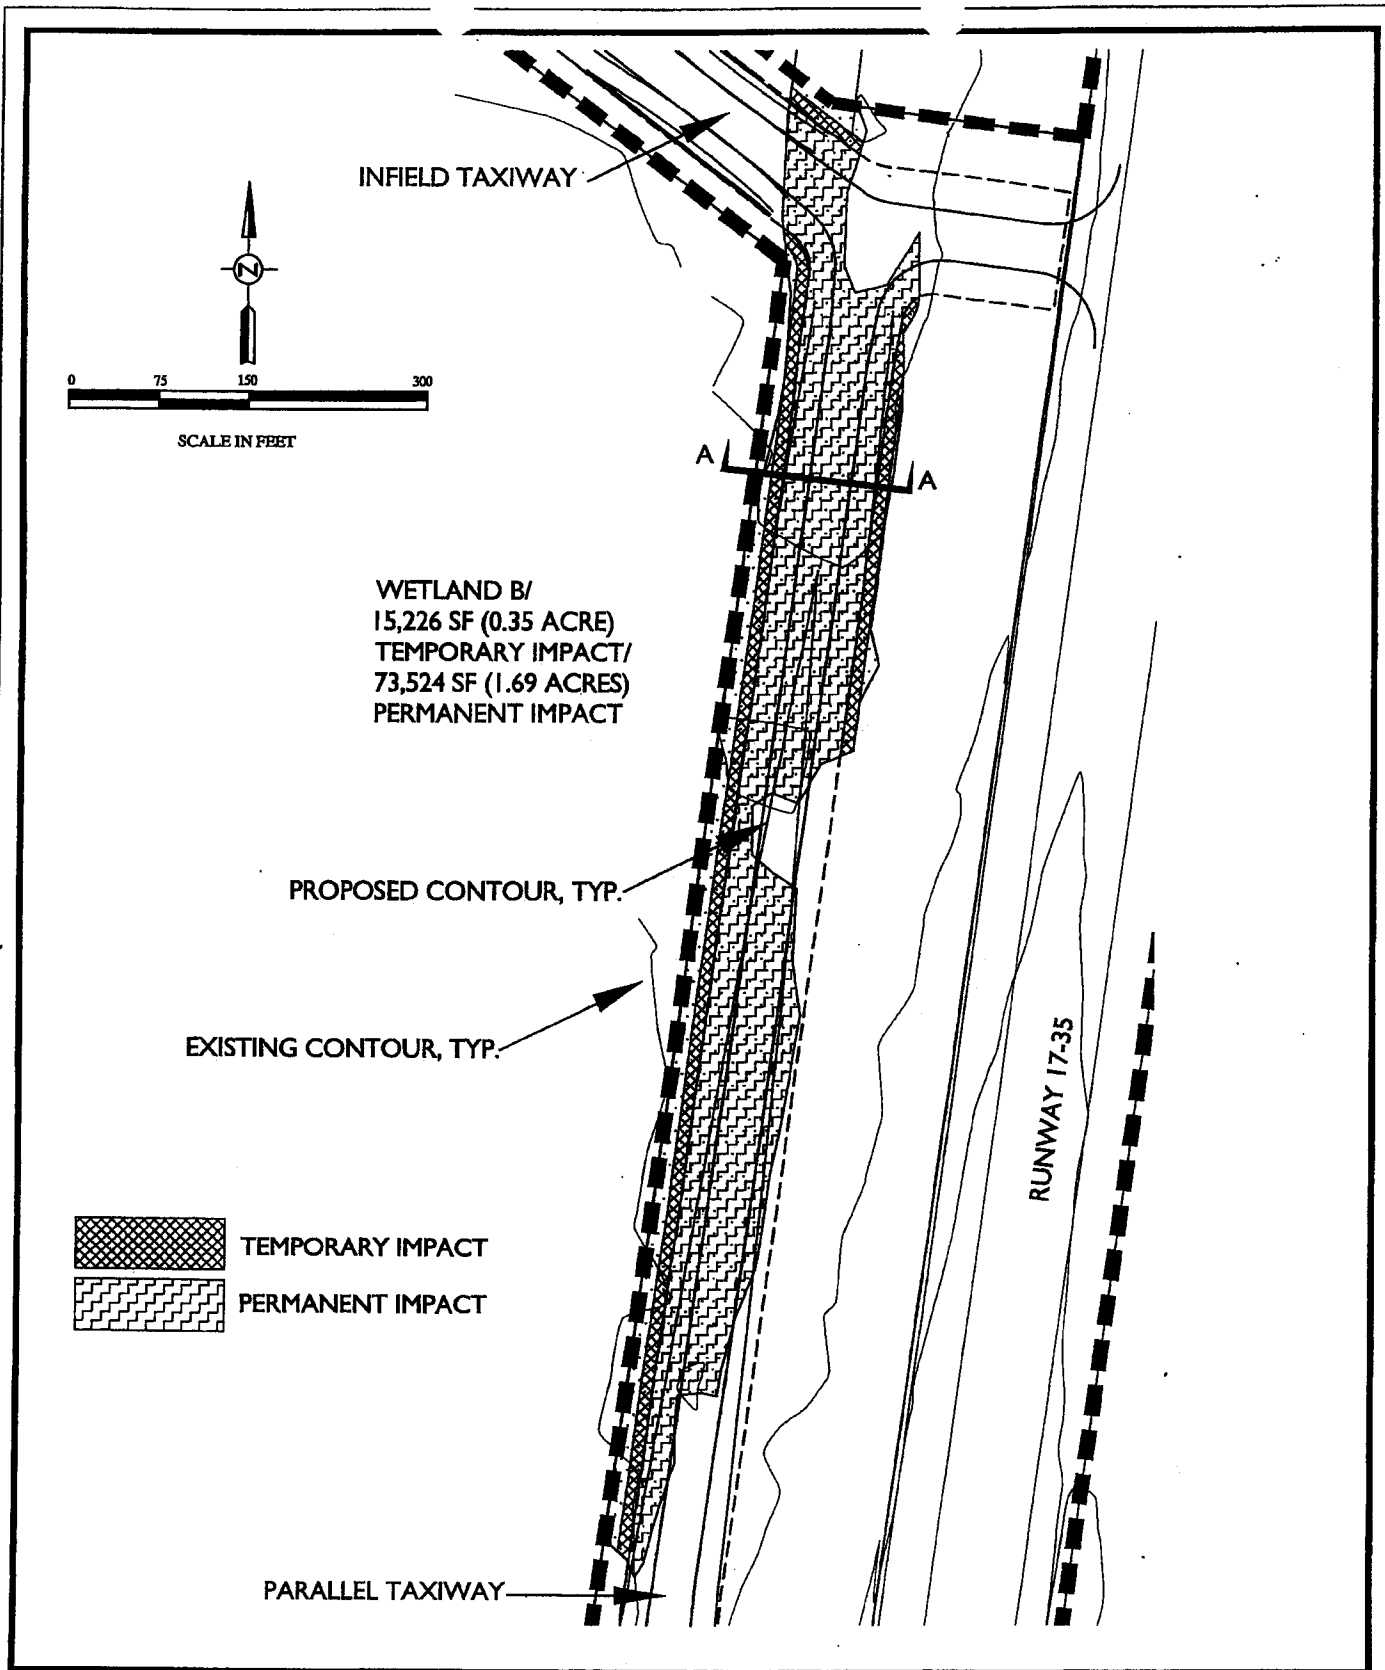 INFIELD TAXIWAY
N
0 75 150 300
SCALE IN FEET
A A
WETLAND B/
15,226 SF (0.35 ACRE)
TEMPORARY IMPACT/
73,524 SF (1.69 ACRES)
PERMANENT IMPACT
PROPOSED CONTOUR, TYP.
EXISTING CONTOUR, TYP.
RUNWAY 17-35
TEMPORARY IMPACT
PERMANENT IMPACT
PARALLEL TAXIWAY